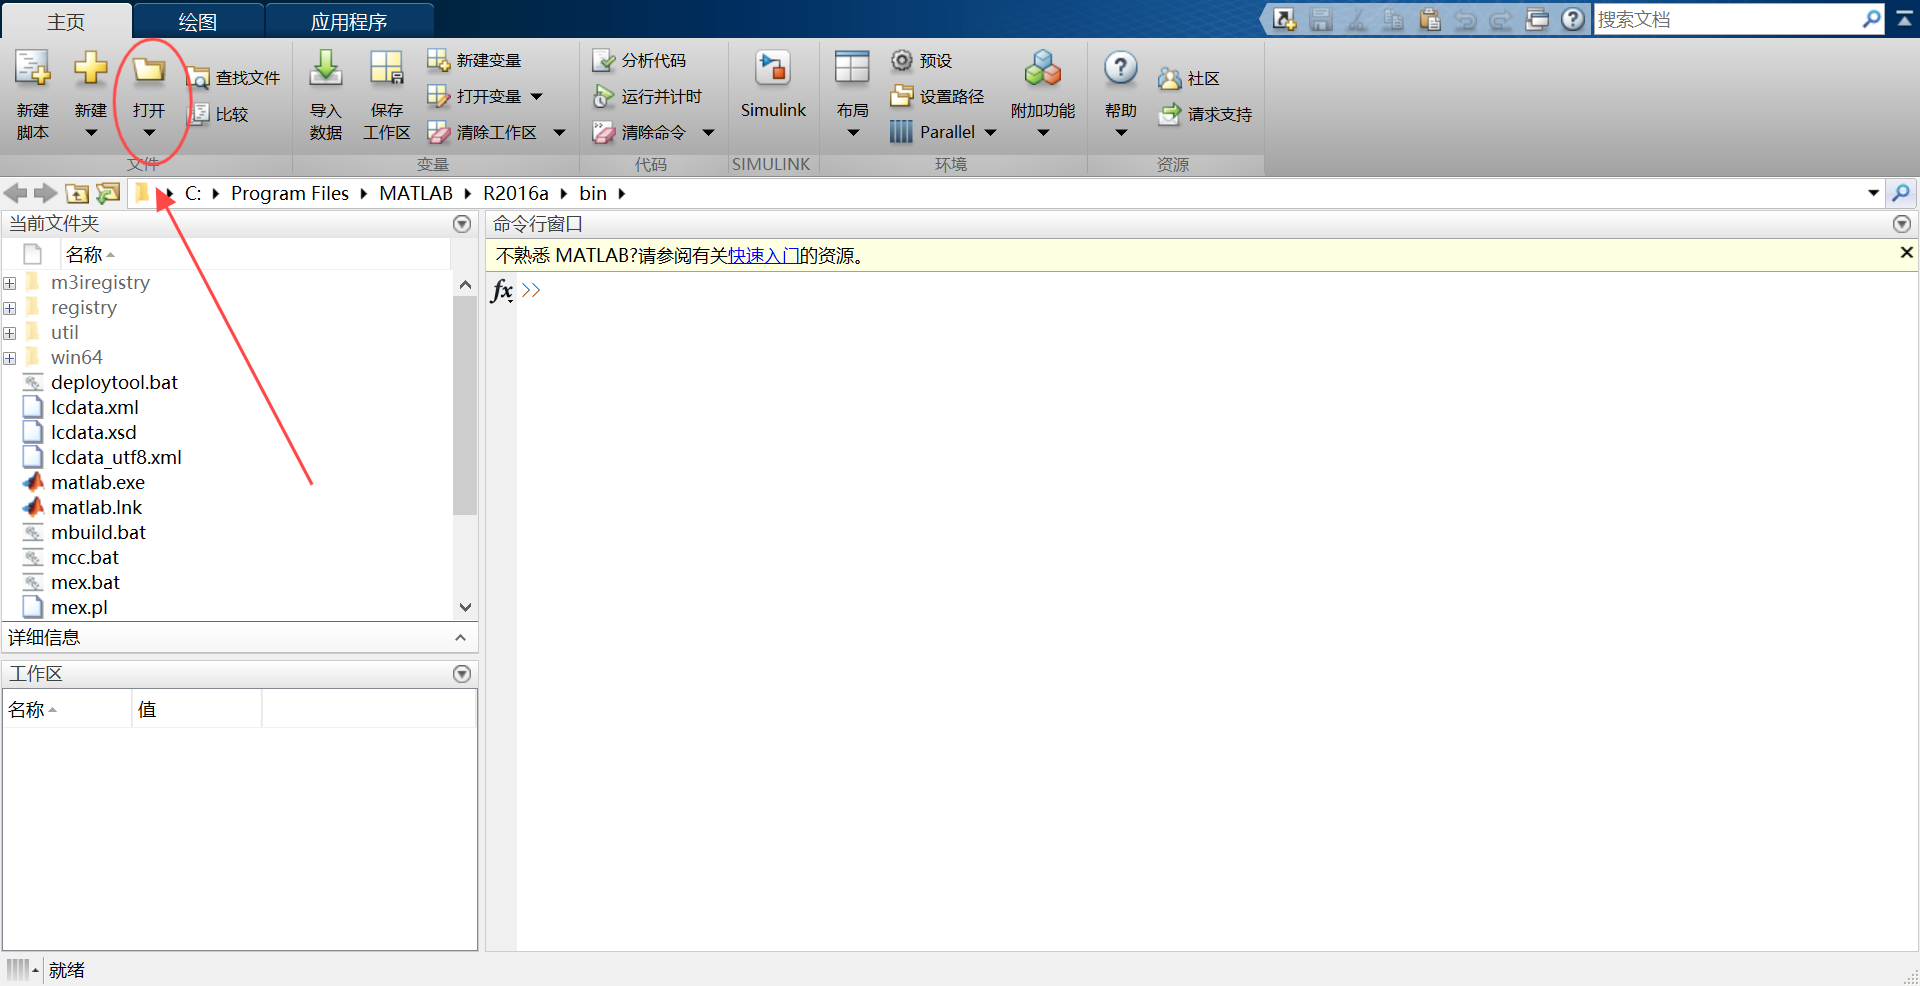 主页 绘图 应用程序 搜索文档
新建脚本 新建 打开 查找文件 比较
导入数据 保存工作区 新建变量 打开变量 清除工作区
分析代码 运行并计时 清除命令
Simulink
布局 预设 设置路径 Parallel 附加功能
帮助 社区 请求支持
文件 变量 代码 SIMULINK 环境 资源
C: Program Files MATLAB R2016a bin
当前文件夹
名称
m3iregistry
registry
util
win64
deploytool.bat
lcdata.xml
lcdata.xsd
lcdata_utf8.xml
matlab.exe
matlab.lnk
mbuild.bat
mcc.bat
mex.bat
mex.pl
详细信息
工作区
名称 值
命令行窗口
不熟悉 MATLAB?请参阅有关快速入门的资源。
fx >>
就绪